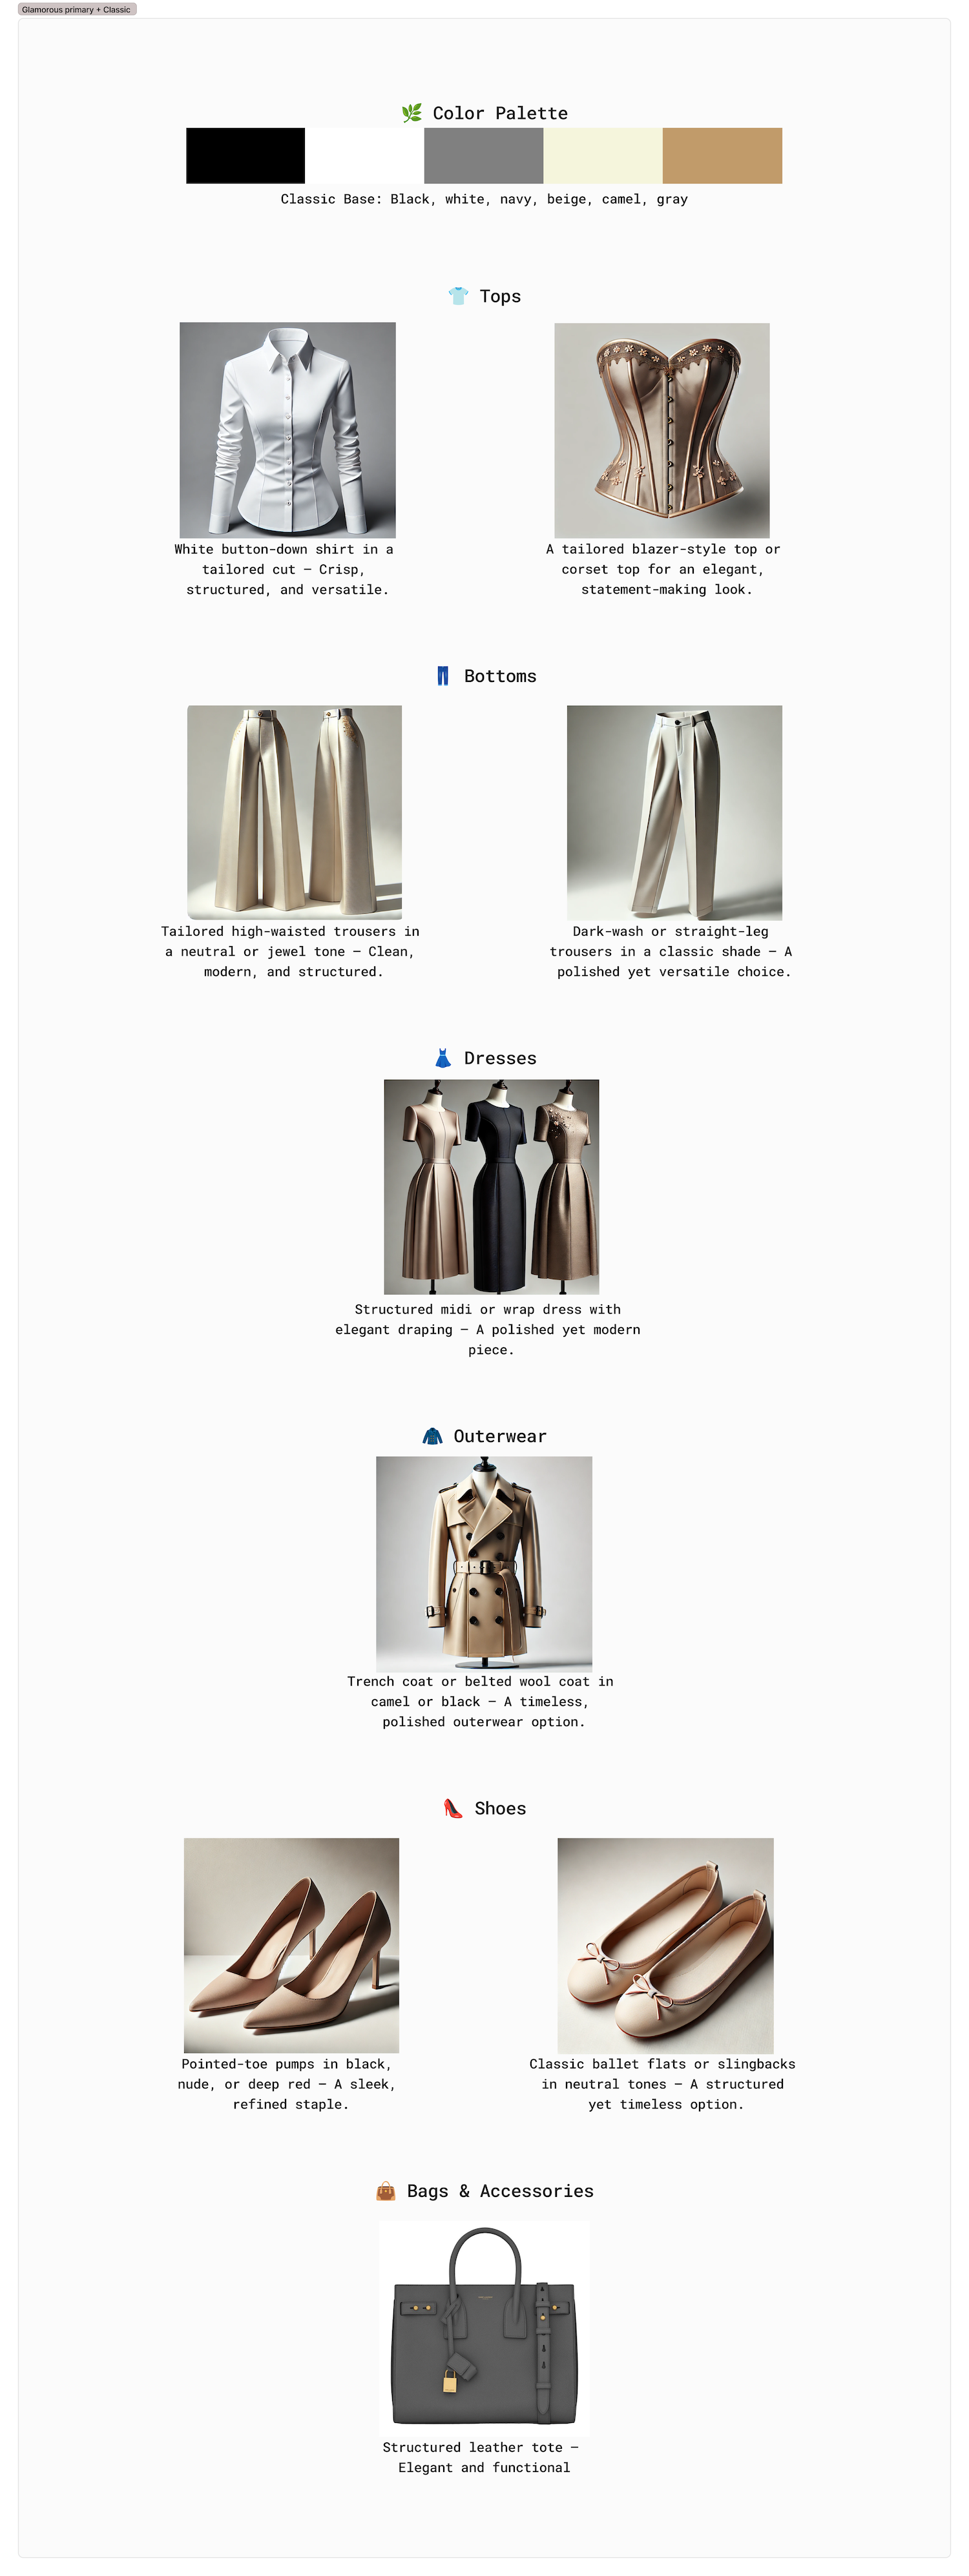 Glamorous primary + Classic
🌿 Color Palette
Classic Base: Black, white, navy, beige, camel, gray
👕 Tops
White button-down shirt in a
tailored cut – Crisp,
structured, and versatile.
A tailored blazer-style top or
corset top for an elegant,
statement-making look.
👖 Bottoms
Tailored high-waisted trousers in
a neutral or jewel tone – Clean,
modern, and structured.
Dark-wash or straight-leg
trousers in a classic shade – A
polished yet versatile choice.
👗 Dresses
Structured midi or wrap dress with
elegant draping – A polished yet modern
piece.
🧥 Outerwear
Trench coat or belted wool coat in
camel or black – A timeless,
polished outerwear option.
👠 Shoes
Pointed-toe pumps in black,
nude, or deep red – A sleek,
refined staple.
Classic ballet flats or slingbacks
in neutral tones – A structured
yet timeless option.
👜 Bags & Accessories
Structured leather tote –
Elegant and functional